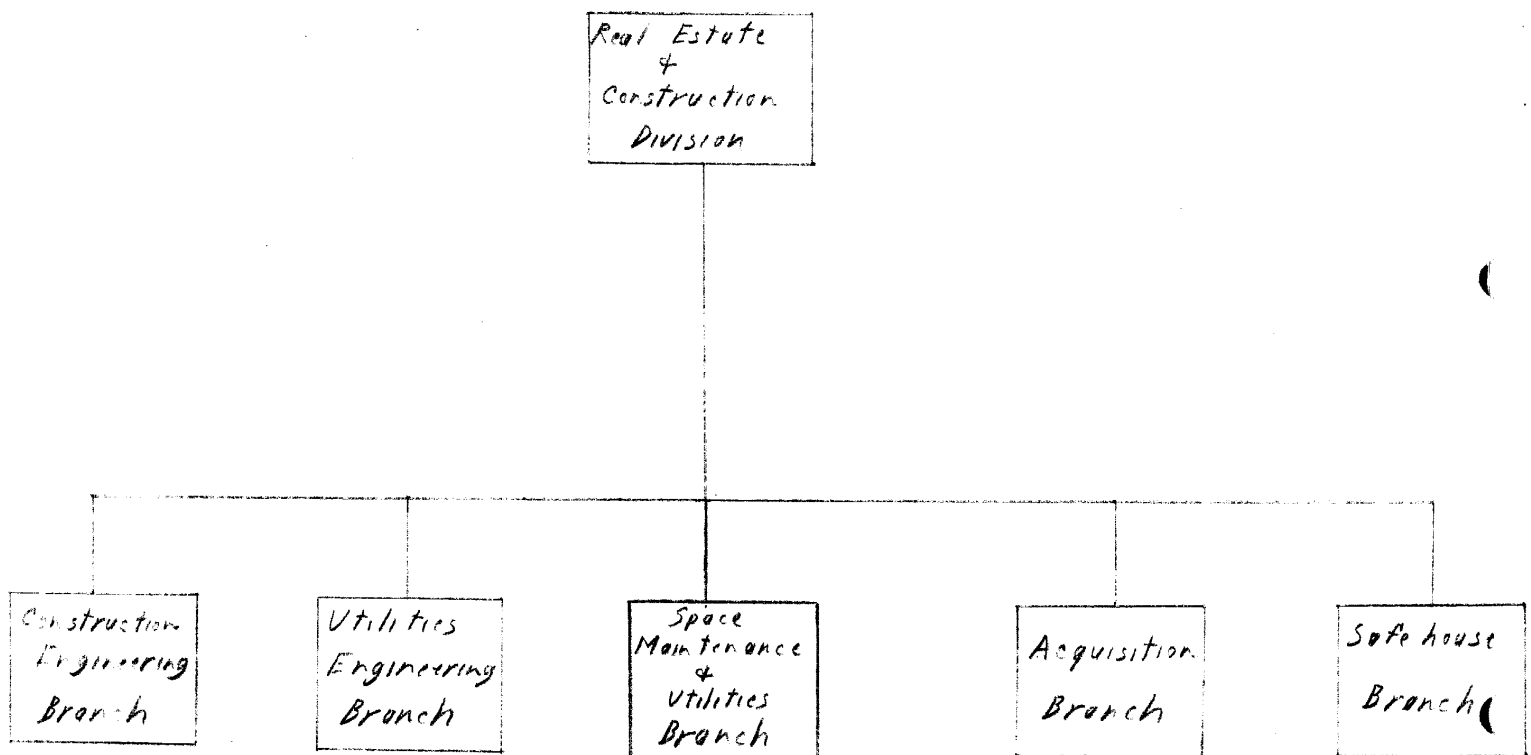 Real Estate
&
Construction
Division
Construction
Engineering
Branch
Utilities
Engineering
Branch
Space
Maintenance
&
Utilities
Branch
Acquisition
Branch
Safe house
Branch